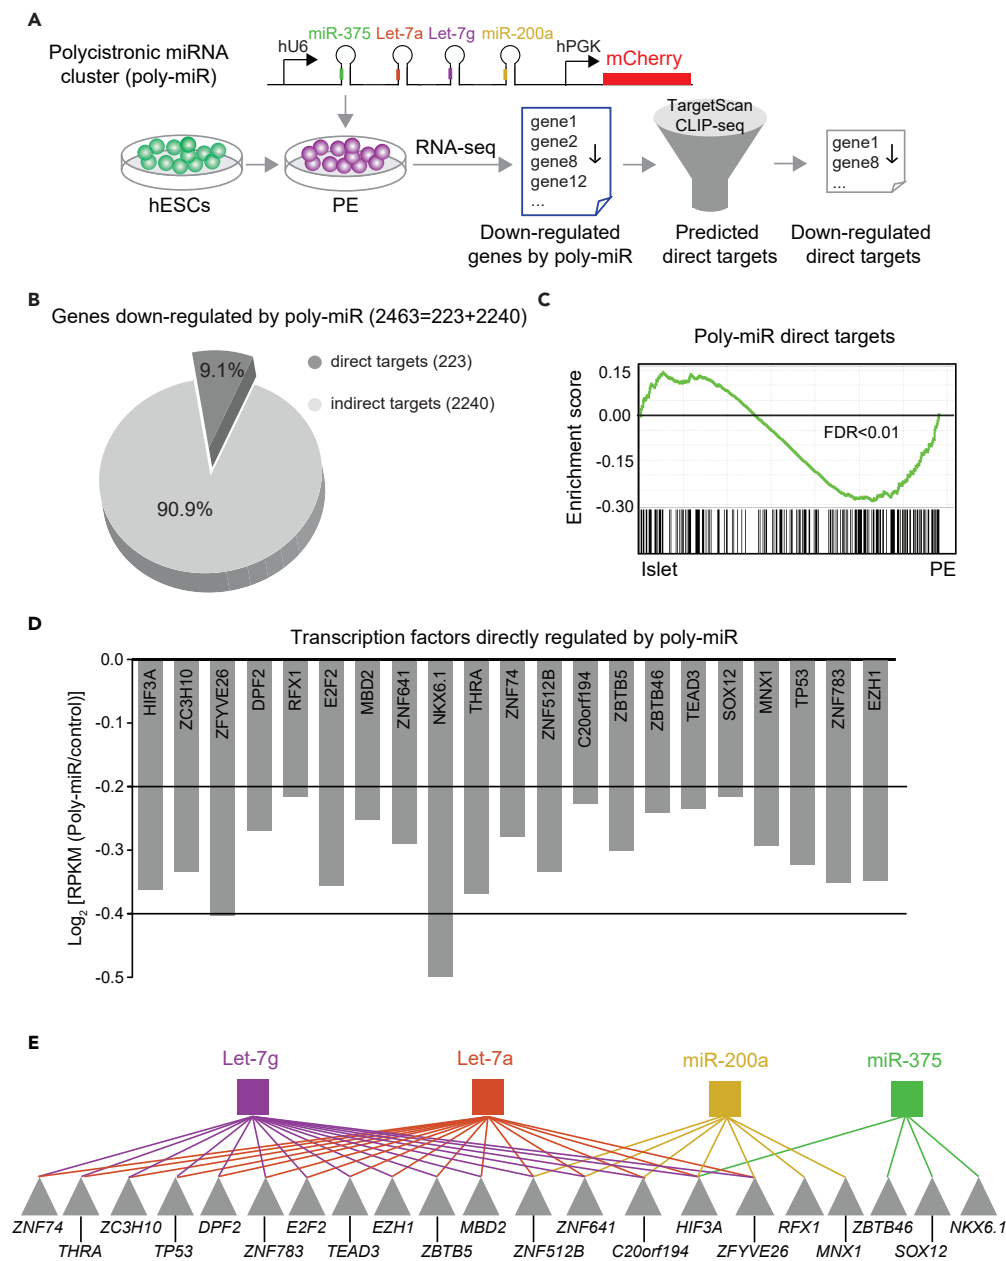 A
miR-375 Let-7a Let-7g miR-200a
Polycistronic miRNA
cluster (poly-miR)
hU6
hPGK
mCherry
hESCs
PE
RNA-seq
gene1
gene2
gene8
gene12
...
Down-regulated
genes by poly-miR
TargetScan
CLIP-seq
Predicted
direct targets
gene1
gene8
...
Down-regulated
direct targets
B
Genes down-regulated by poly-miR (2463=223+2240)
9.1%
90.9%
direct targets (223)
indirect targets (2240)
C
Poly-miR direct targets
Enrichment score
0.15
0.00
-0.15
-0.30
FDR<0.01
Islet
PE
D
Transcription factors directly regulated by poly-miR
Log2 [RPKM (Poly-miR/control)]
0.0
-0.1
-0.2
-0.3
-0.4
-0.5
HIF3A
ZC3H10
ZFYVE26
DPF2
RFX1
E2F2
MBD2
ZNF641
NKX6.1
THRA
ZNF74
ZNF512B
C20orf194
ZBTB5
ZBTB46
TEAD3
SOX12
MNX1
TP53
ZNF783
EZH1
E
Let-7g
Let-7a
miR-200a
miR-375
ZNF74 ZC3H10 DPF2 E2F2 EZH1 MBD2 ZNF641 HIF3A RFX1 ZBTB46 NKX6.1
THRA TP53 ZNF783 TEAD3 ZBTB5 ZNF512B C20orf194 ZFYVE26 MNX1 SOX12